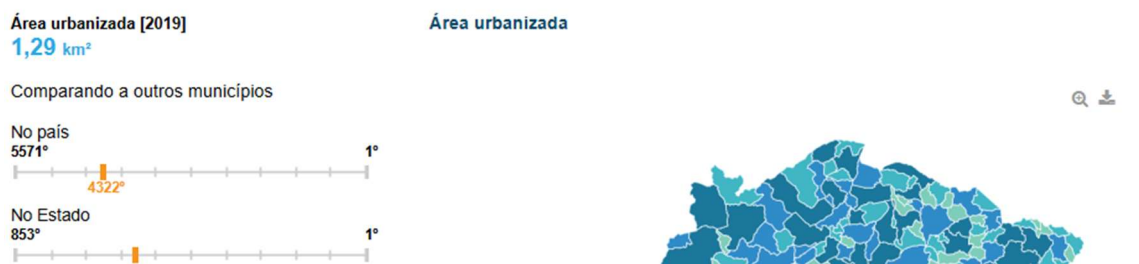 Área urbanizada [2019]
1,29 km²
Comparando a outros municípios
No país
5571º 1º
4322º
No Estado
853º 1º
Área urbanizada